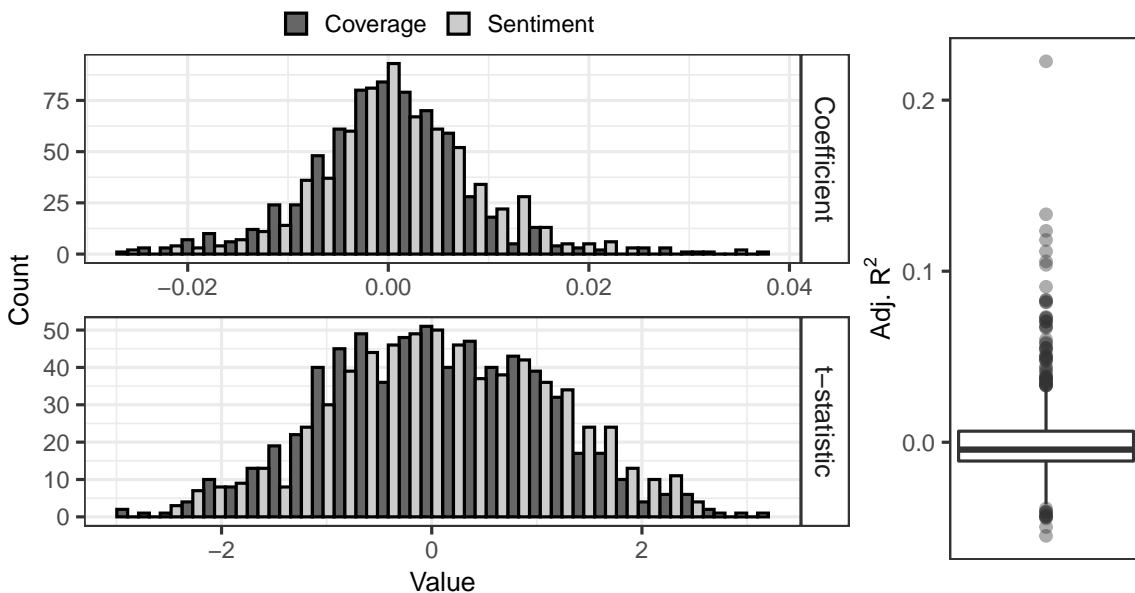 Coverage Sentiment
Count
75
50
25
0
−0.02 0.00 0.02 0.04
Coefficient
50
40
30
20
10
0
−2 0 2
t−statistic
Value
Adj. R²
0.2
0.1
0.0